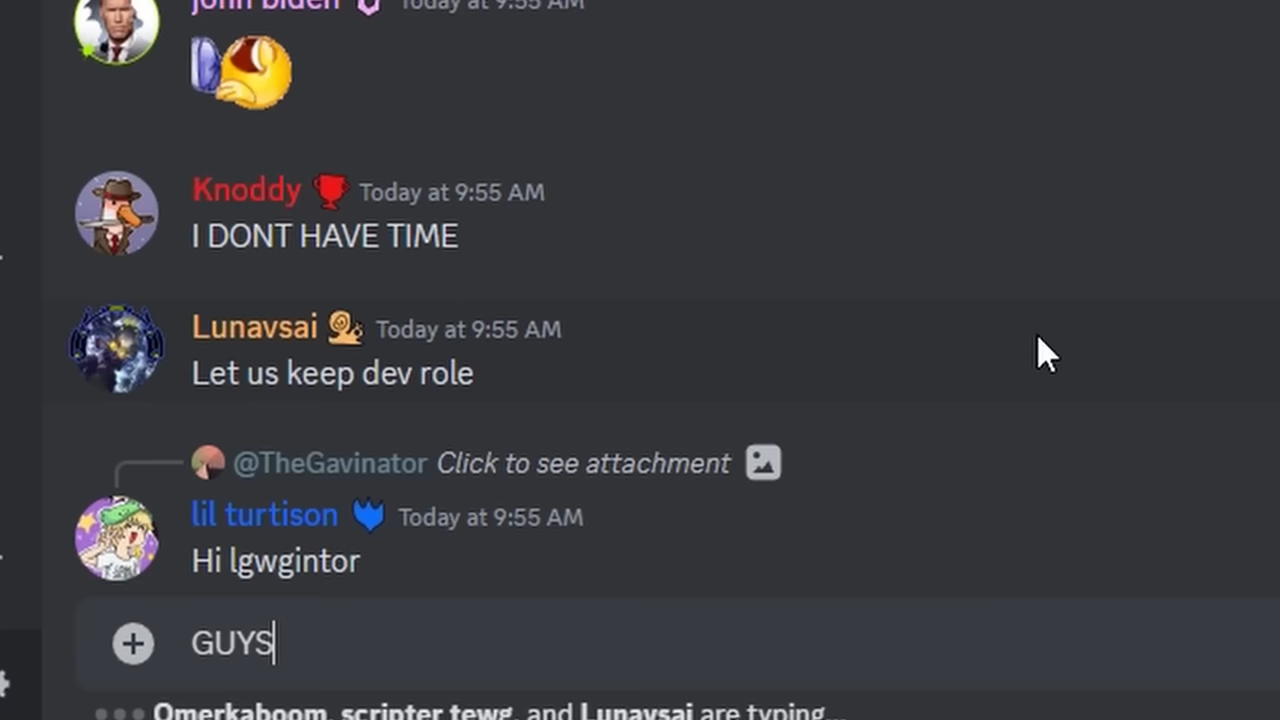 john biden Today at 9:55 AM
Knoddy Today at 9:55 AM
I DONT HAVE TIME
Lunavsai Today at 9:55 AM
Let us keep dev role
@TheGavinator Click to see attachment
lil turtison Today at 9:55 AM
Hi lgwgintor
GUYS
Omerkaboom, scripter tewg, and Lunavsai are typing...